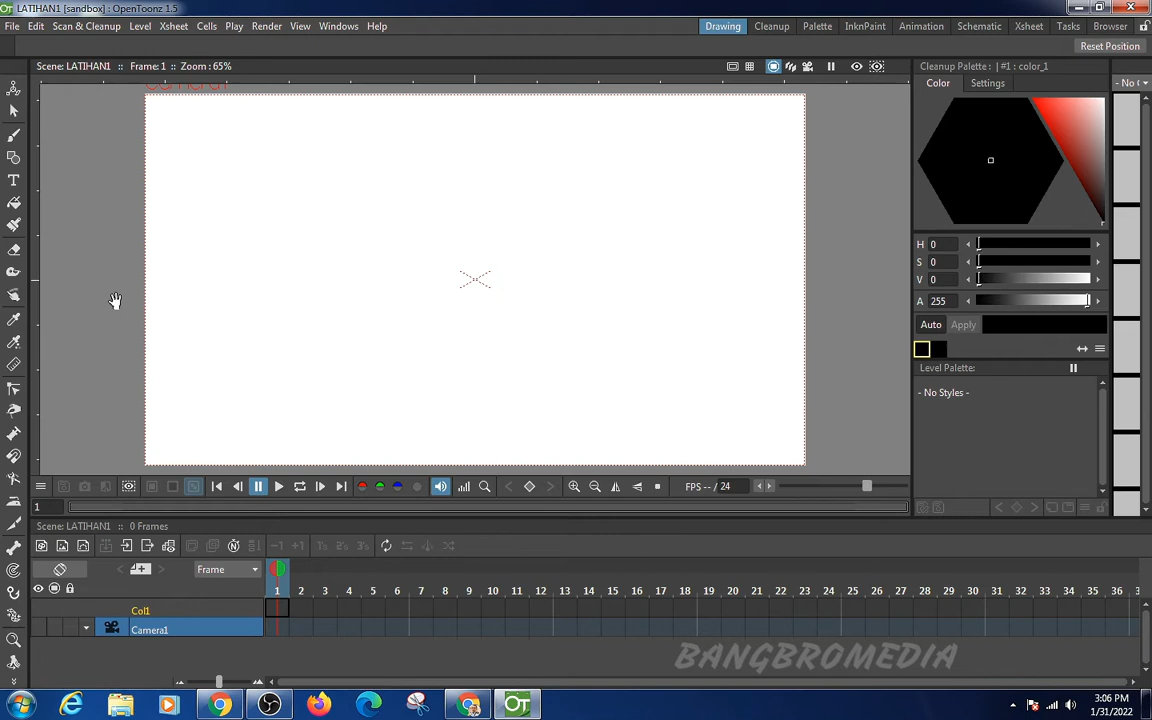 LATIHAN1 [sandbox] : OpenToonz 1.5
File Edit Scan & Cleanup Level Xsheet Cells Play Render View Windows Help
Drawing Cleanup Palette InknPaint Animation Schematic Xsheet Tasks Browser
Reset Position
Scene: LATIHAN1 :: Frame: 1 :: Zoom : 65%
Cleanup Palette : | #1 : color_1
Color Settings
H 0
S 0
V 0
A 255
Auto Apply
Level Palette:
- No Styles -
FPS -- / 24
1
Scene: LATIHAN1 :: 0 Frames
1's 2's 3's
Frame
1 2 3 4 5 6 7 8 9 10 11 12 13 14 15 16 17 18 19 20 21 22 23 24 25 26 27 28 29 30 31 32 33 34 35 36
Col1
Camera1
BANGBROMEDIA
3:06 PM
1/31/2022